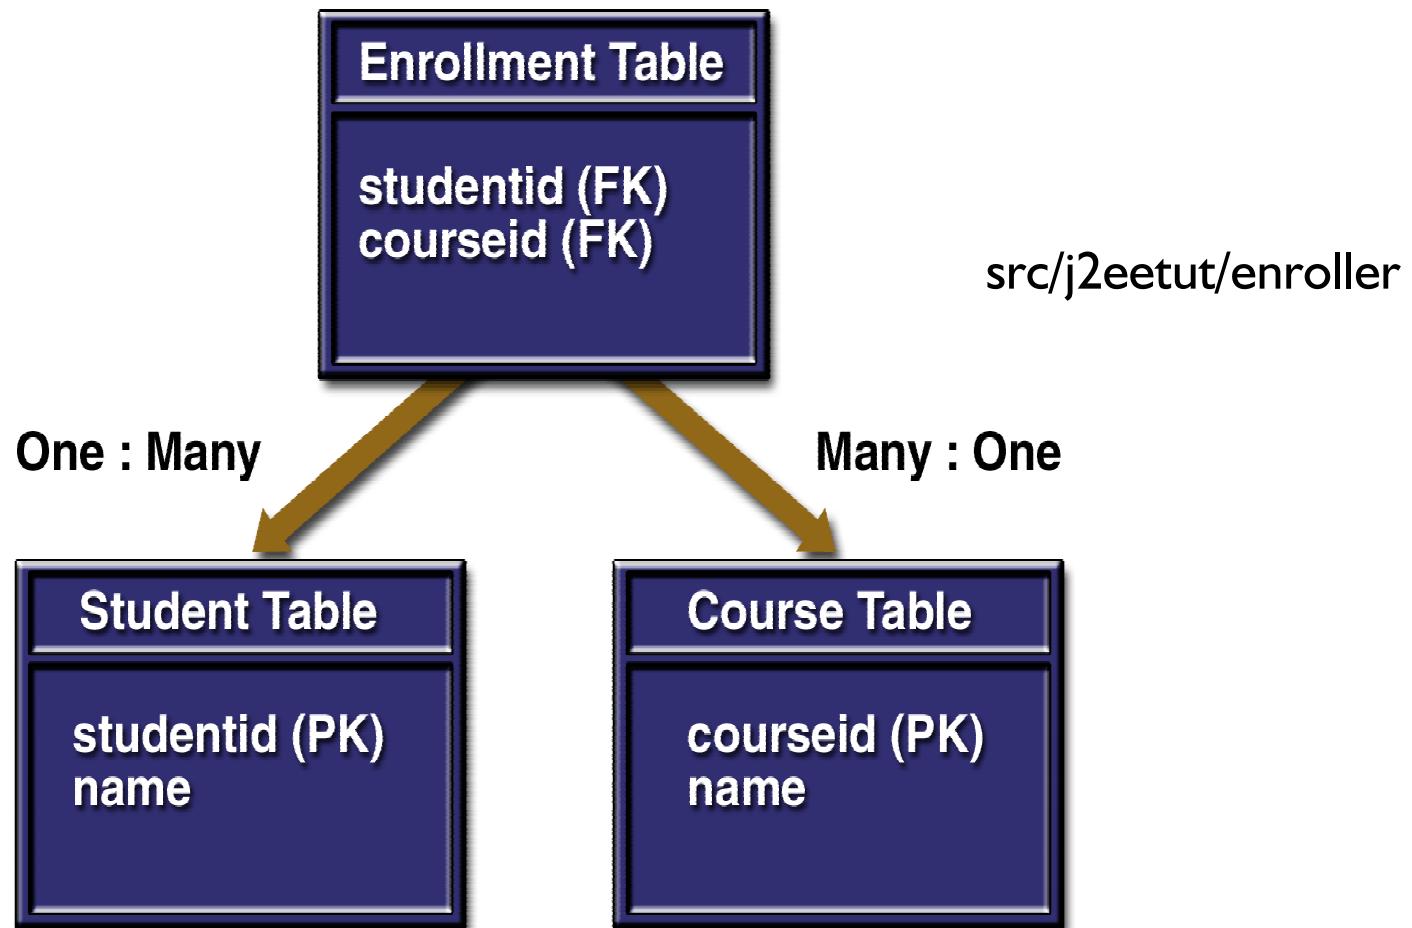 Enrollment Table
studentid (FK)
courseid (FK)
src/j2eetut/enroller
One : Many
Many : One
Student Table
studentid (PK)
name
Course Table
courseid (PK)
name